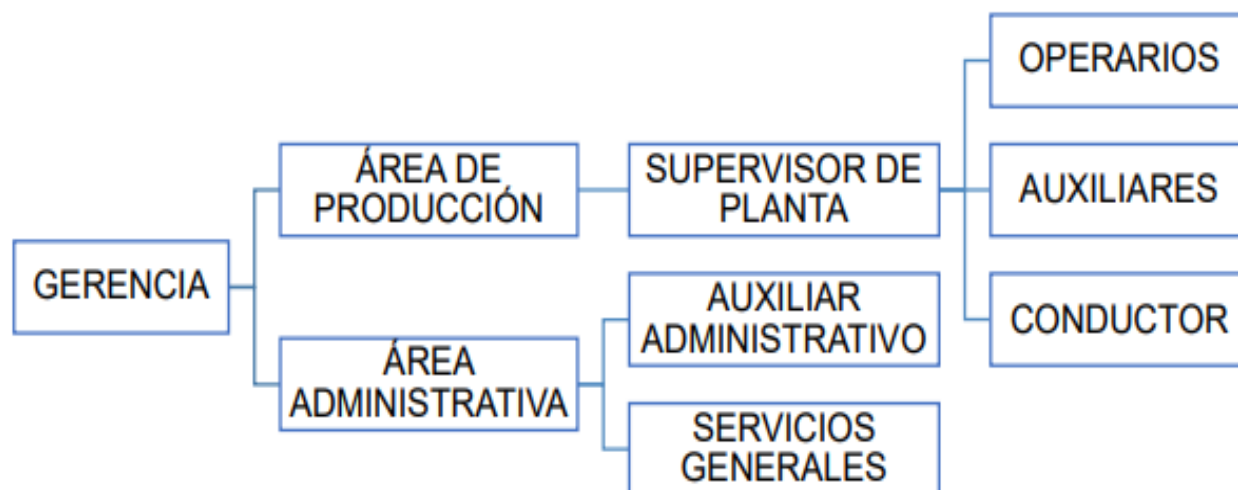 OPERARIOS
ÁREA DE
PRODUCCIÓN
SUPERVISOR DE
PLANTA
AUXILIARES
GERENCIA
AUXILIAR
ADMINISTRATIVO
CONDUCTOR
ÁREA
ADMINISTRATIVA
SERVICIOS
GENERALES